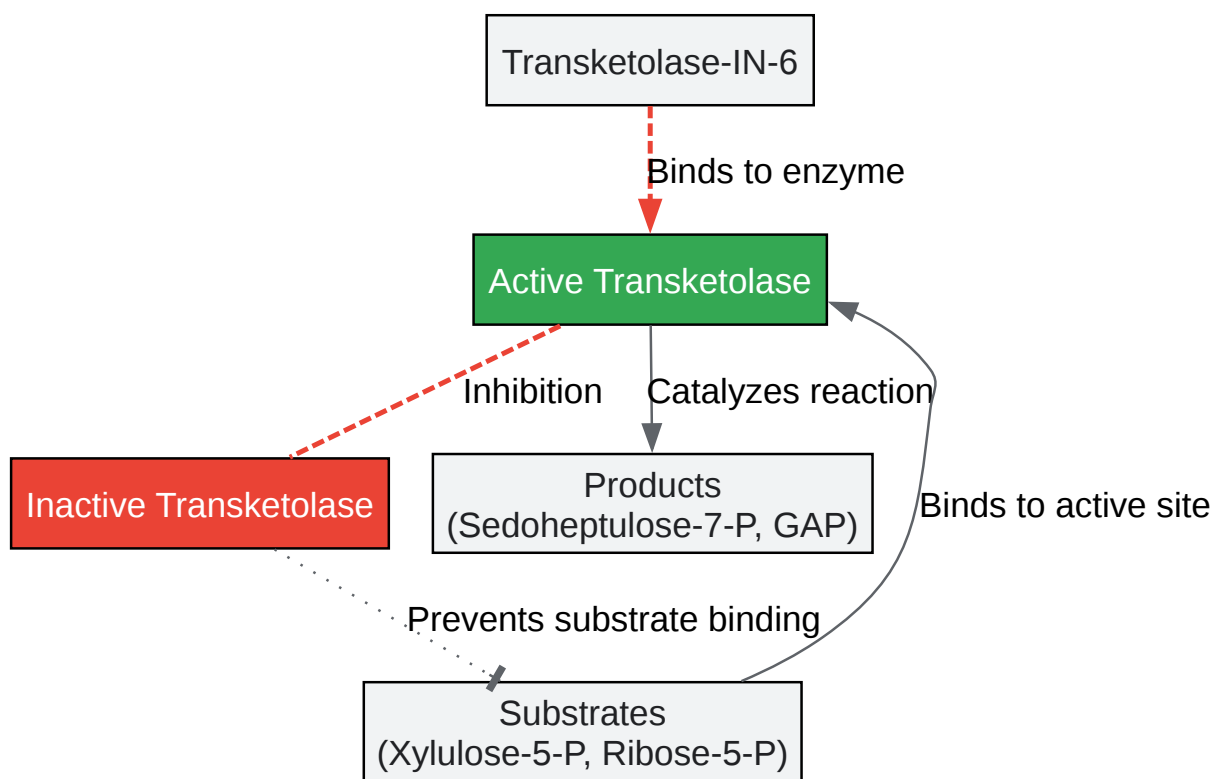 Transketolase-IN-6
Binds to enzyme
Active Transketolase
Inhibition
Catalyzes reaction
Inactive Transketolase
Products
(Sedoheptulose-7-P, GAP)
Binds to active site
Prevents substrate binding
Substrates
(Xylulose-5-P, Ribose-5-P)